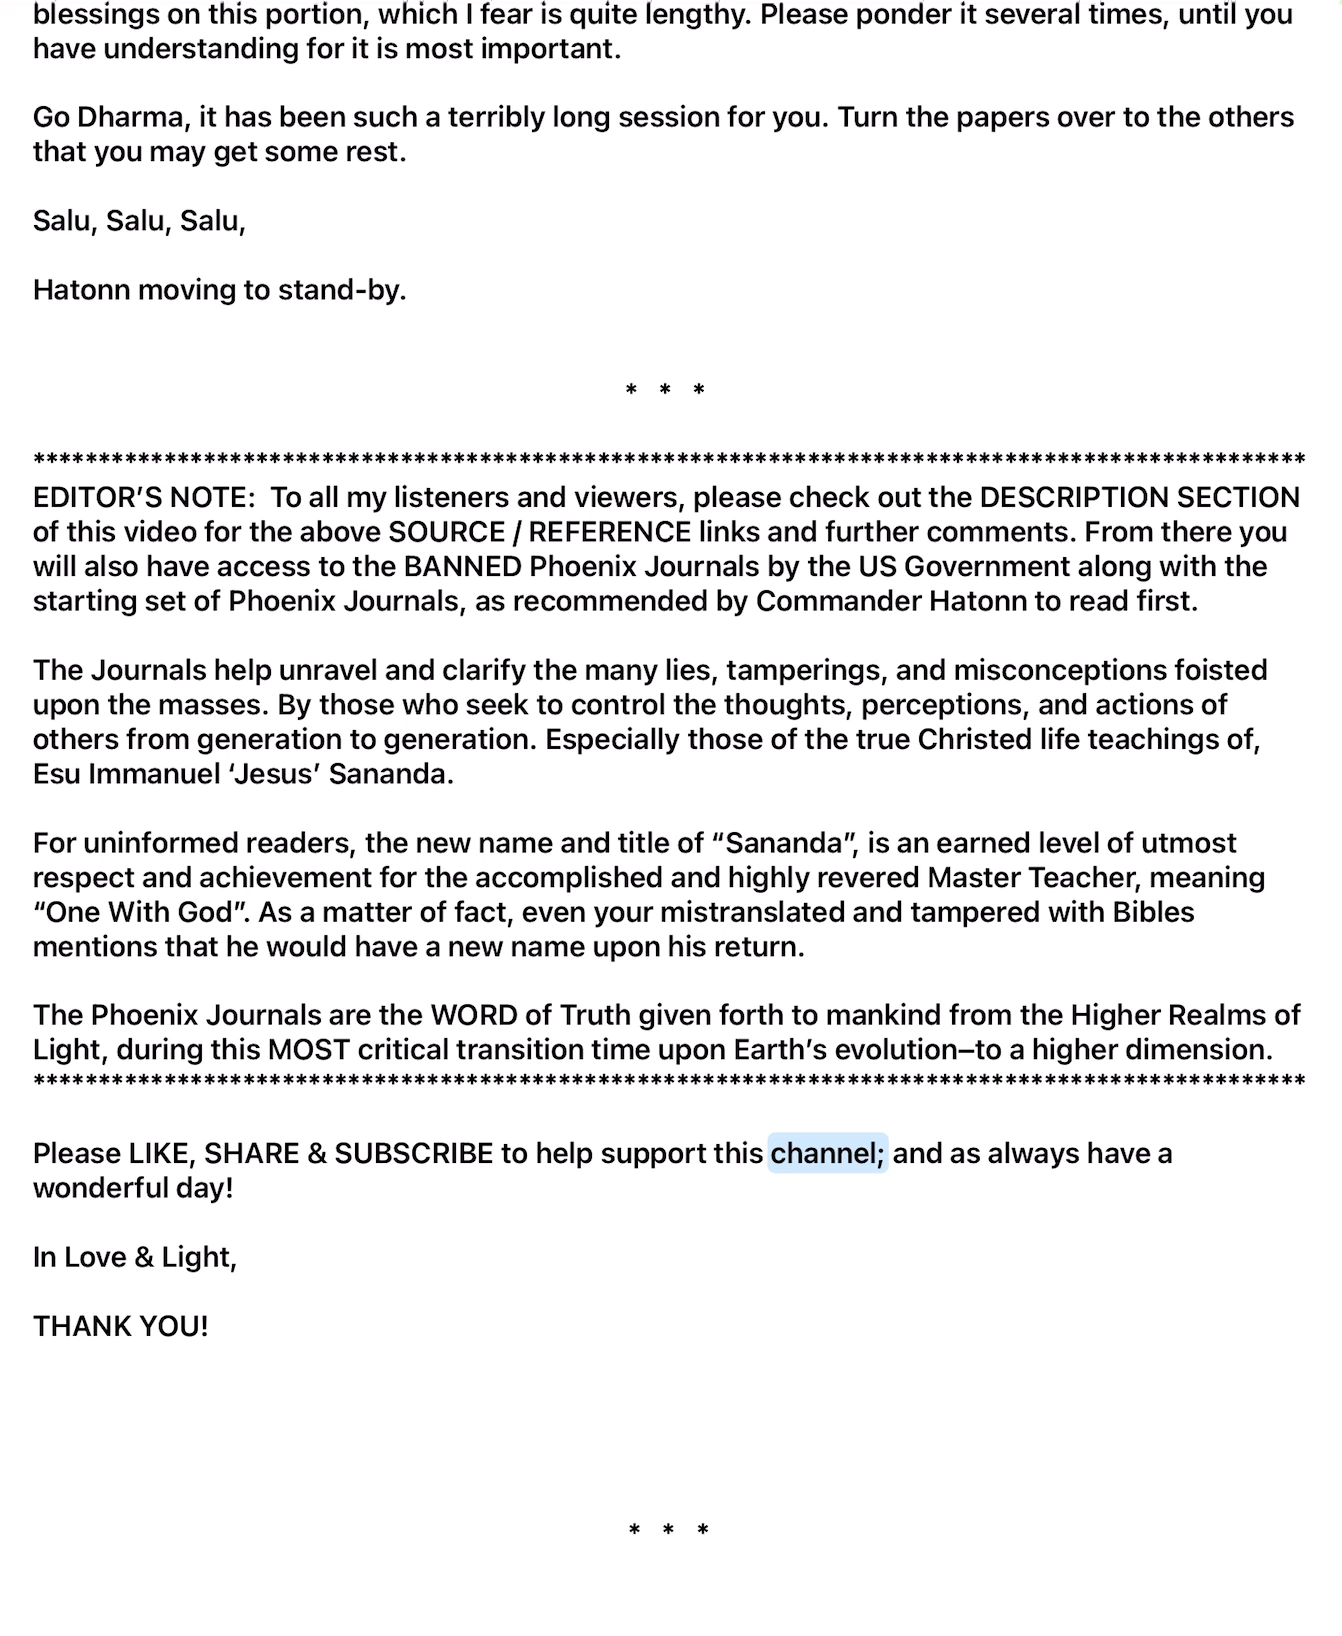 blessings on this portion, which I fear is quite lengthy. Please ponder it several times, until you
have understanding for it is most important.
Go Dharma, it has been such a terribly long session for you. Turn the papers over to the others
that you may get some rest.
Salu, Salu, Salu,
Hatonn moving to stand-by.
* * *
*************************************************************************************************
EDITOR’S NOTE:  To all my listeners and viewers, please check out the DESCRIPTION SECTION
of this video for the above SOURCE / REFERENCE links and further comments. From there you
will also have access to the BANNED Phoenix Journals by the US Government along with the
starting set of Phoenix Journals, as recommended by Commander Hatonn to read first.
The Journals help unravel and clarify the many lies, tamperings, and misconceptions foisted
upon the masses. By those who seek to control the thoughts, perceptions, and actions of
others from generation to generation. Especially those of the true Christed life teachings of,
Esu Immanuel ‘Jesus’ Sananda.
For uninformed readers, the new name and title of “Sananda”, is an earned level of utmost
respect and achievement for the accomplished and highly revered Master Teacher, meaning
“One With God”. As a matter of fact, even your mistranslated and tampered with Bibles
mentions that he would have a new name upon his return.
The Phoenix Journals are the WORD of Truth given forth to mankind from the Higher Realms of
Light, during this MOST critical transition time upon Earth’s evolution—to a higher dimension.
*************************************************************************************************
Please LIKE, SHARE & SUBSCRIBE to help support this channel; and as always have a
wonderful day!
In Love & Light,
THANK YOU!
* * *